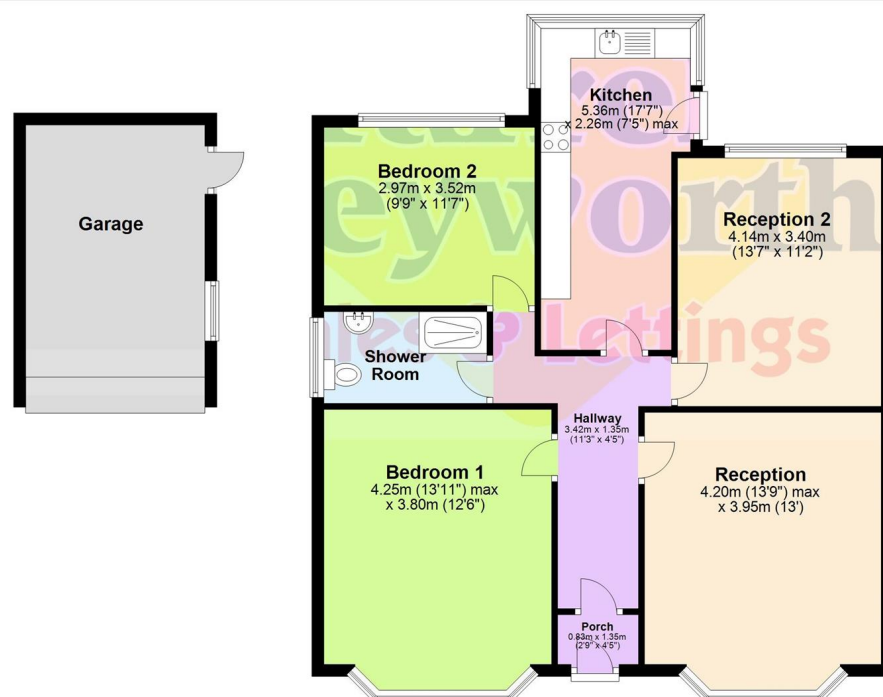 Kitchen
5.36m (17'7")
x 2.26m (7'5") max
Bedroom 2
2.97m x 3.52m
(9'9" x 11'7")
Garage
Reception 2
4.14m x 3.40m
(13'7" x 11'2")
eyworth
Sales & Lettings
Shower
Room
Hallway
3.42m x 1.35m
(11'3" x 4'5")
Bedroom 1
4.25m (13'11") max
x 3.80m (12'6")
Reception
4.20m (13'9") max
x 3.95m (13')
Porch
0.83m x 1.35m
(2'9" x 4'5")